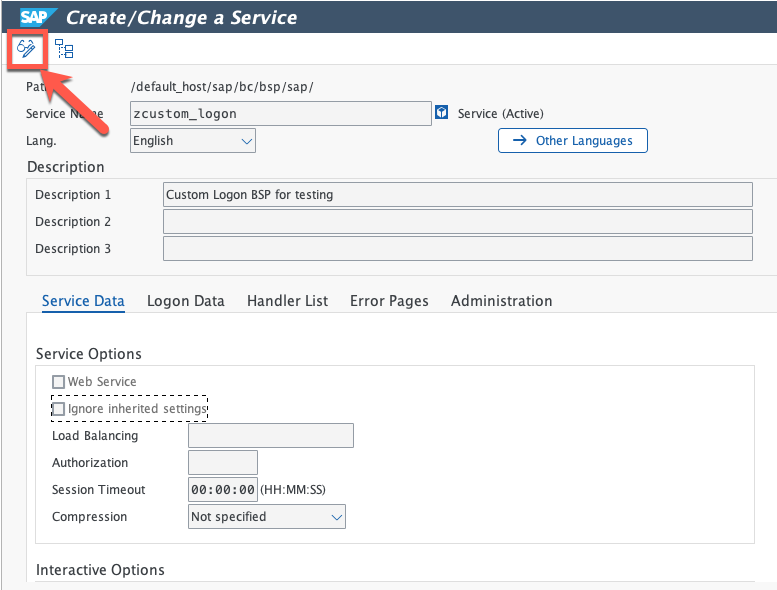 SAP Create/Change a Service
Path /default_host/sap/bc/bsp/sap/
Service Name zcustom_logon Service (Active)
Lang. English Other Languages
Description
Description 1 Custom Logon BSP for testing
Description 2
Description 3
Service Data Logon Data Handler List Error Pages Administration
Service Options
Web Service
Ignore inherited settings
Load Balancing
Authorization
Session Timeout 00:00:00 (HH:MM:SS)
Compression Not specified
Interactive Options